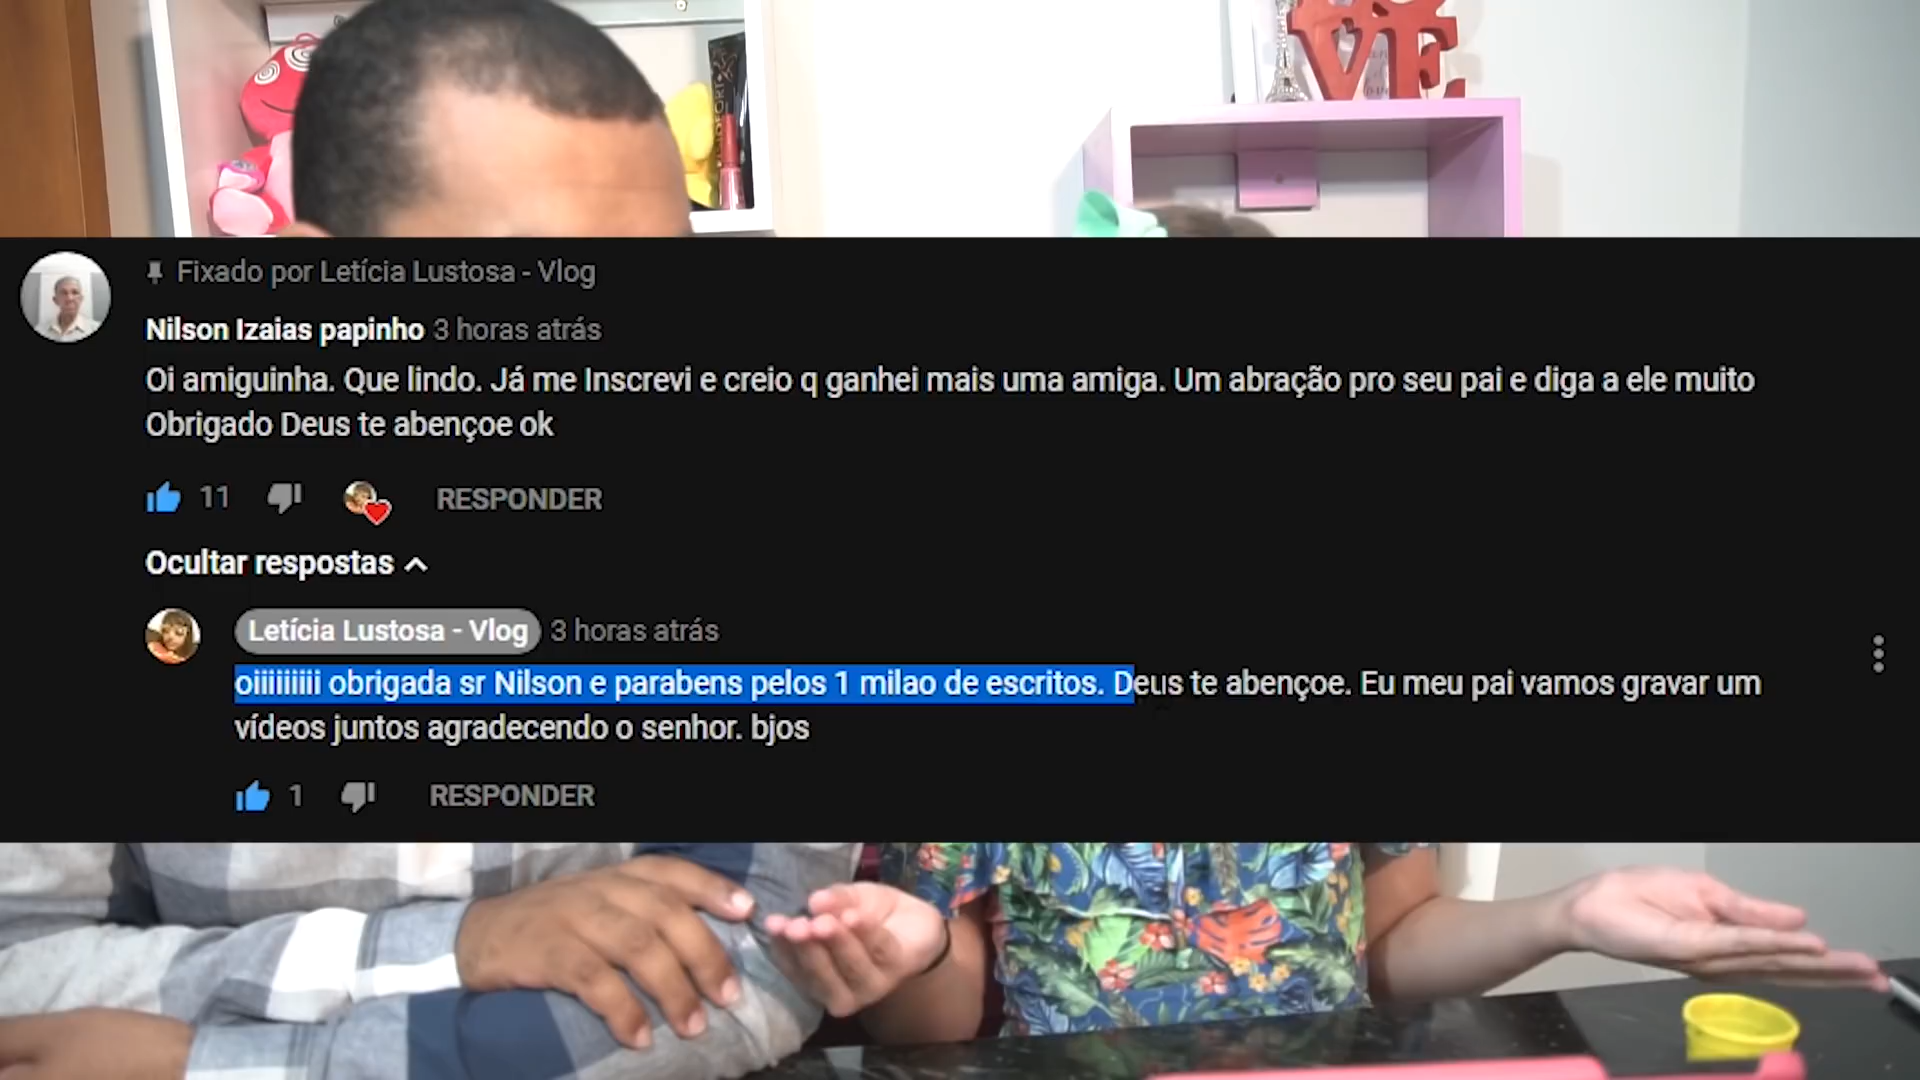 VE
Fixado por Letícia Lustosa - Vlog
Nilson Izaias papinho 3 horas atrás
Oi amiguinha. Que lindo. Já me Inscrevi e creio q ganhei mais uma amiga. Um abração pro seu pai e diga a ele muito
Obrigado Deus te abençoe ok
11 RESPONDER
Ocultar respostas
Letícia Lustosa - Vlog 3 horas atrás
oiiiiiiiiii obrigada sr Nilson e parabens pelos 1 milao de escritos. Deus te abençoe. Eu meu pai vamos gravar um
vídeos juntos agradecendo o senhor. bjos
1 RESPONDER